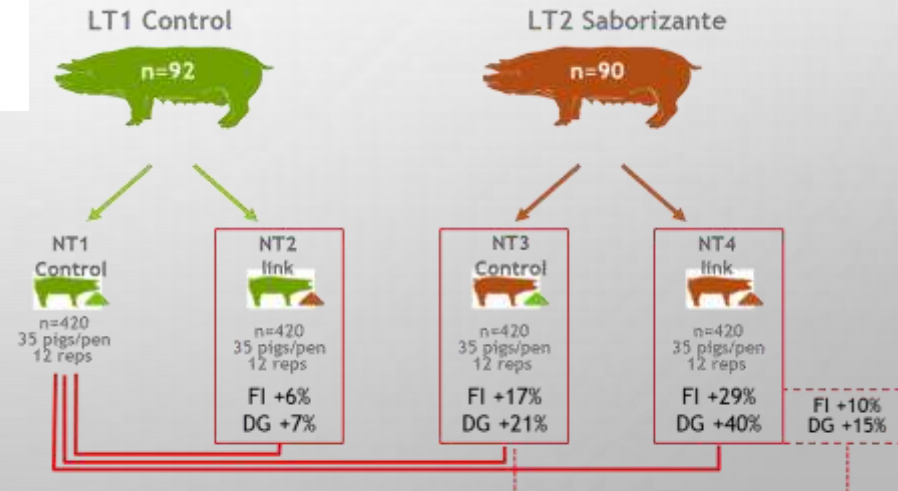 LT1 Control
n=92
LT2 Saborizante
n=90
NT1
Control
n=420
35 pigs/pen
12 reps
NT2
link
n=420
35 pigs/pen
12 reps
FI +6%
DG +7%
NT3
Control
n=420
35 pigs/pen
12 reps
FI +17%
DG +21%
NT4
link
n=420
35 pigs/pen
12 reps
FI +29%
DG +40%
FI +10%
DG +15%